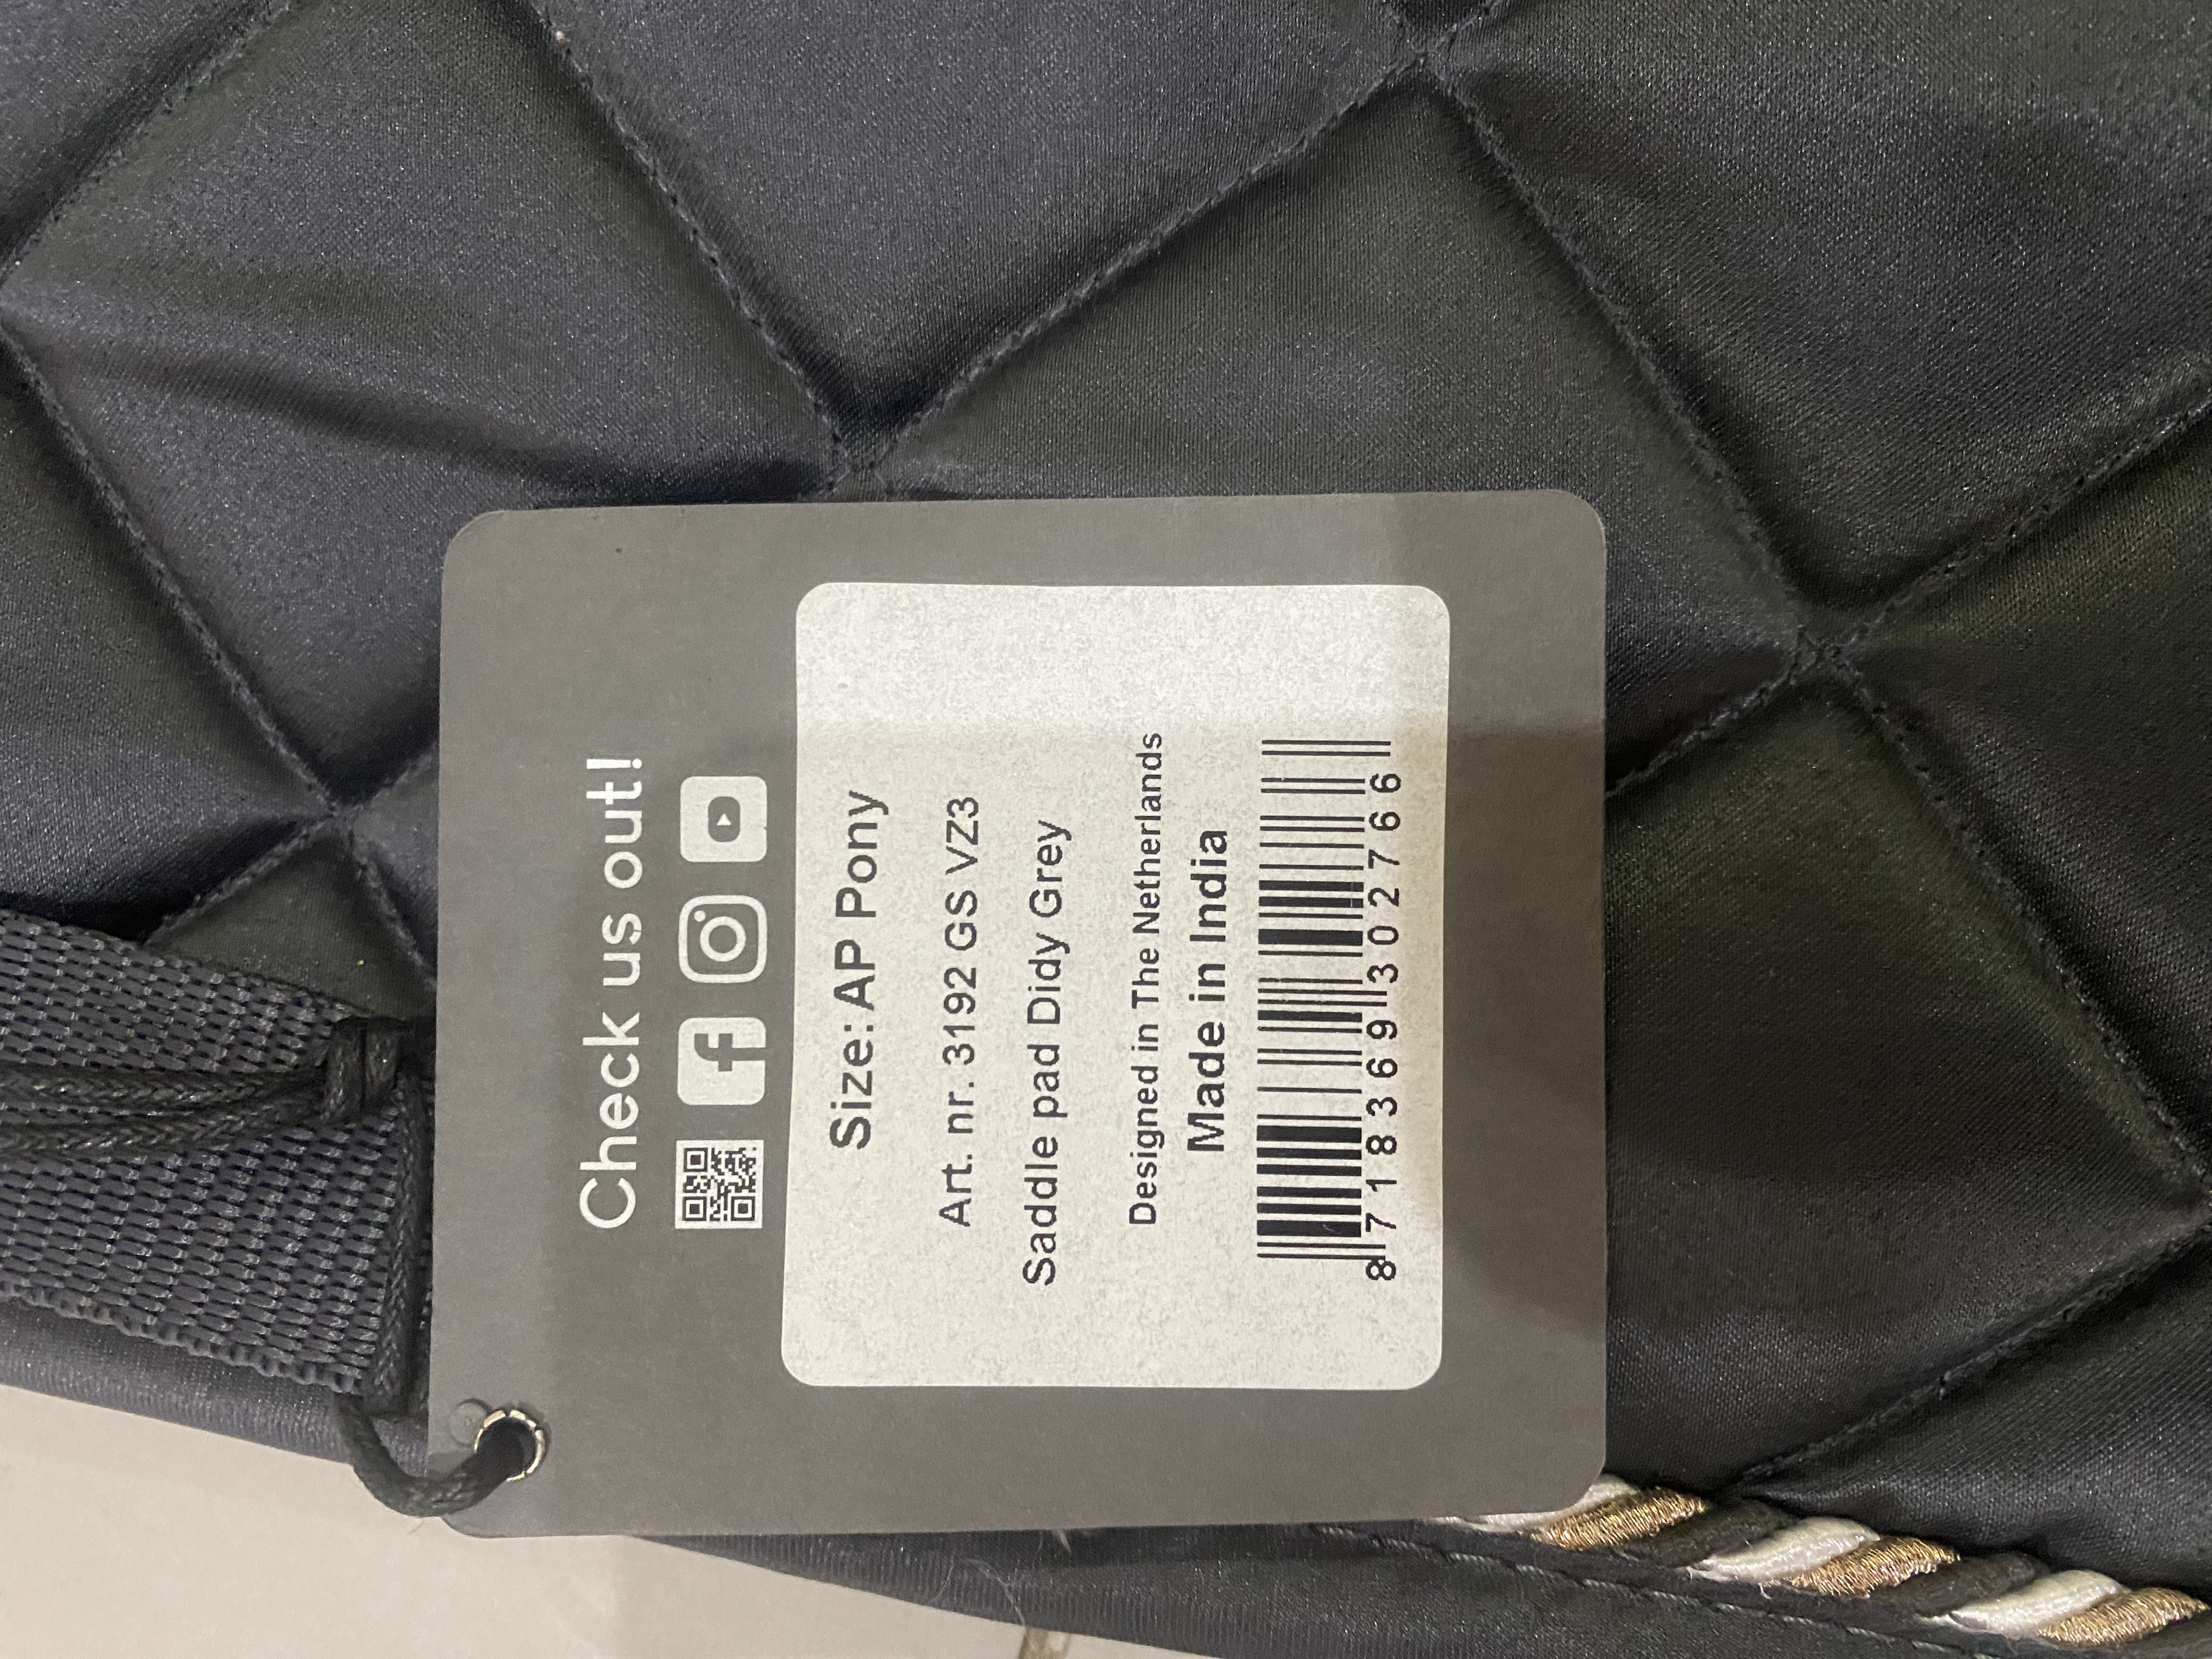 Check us out!
Size: AP Pony
Art. nr. 3192 GS VZ3
Saddle pad Didy Grey
Designed in The Netherlands
Made in India
8 718369 302766